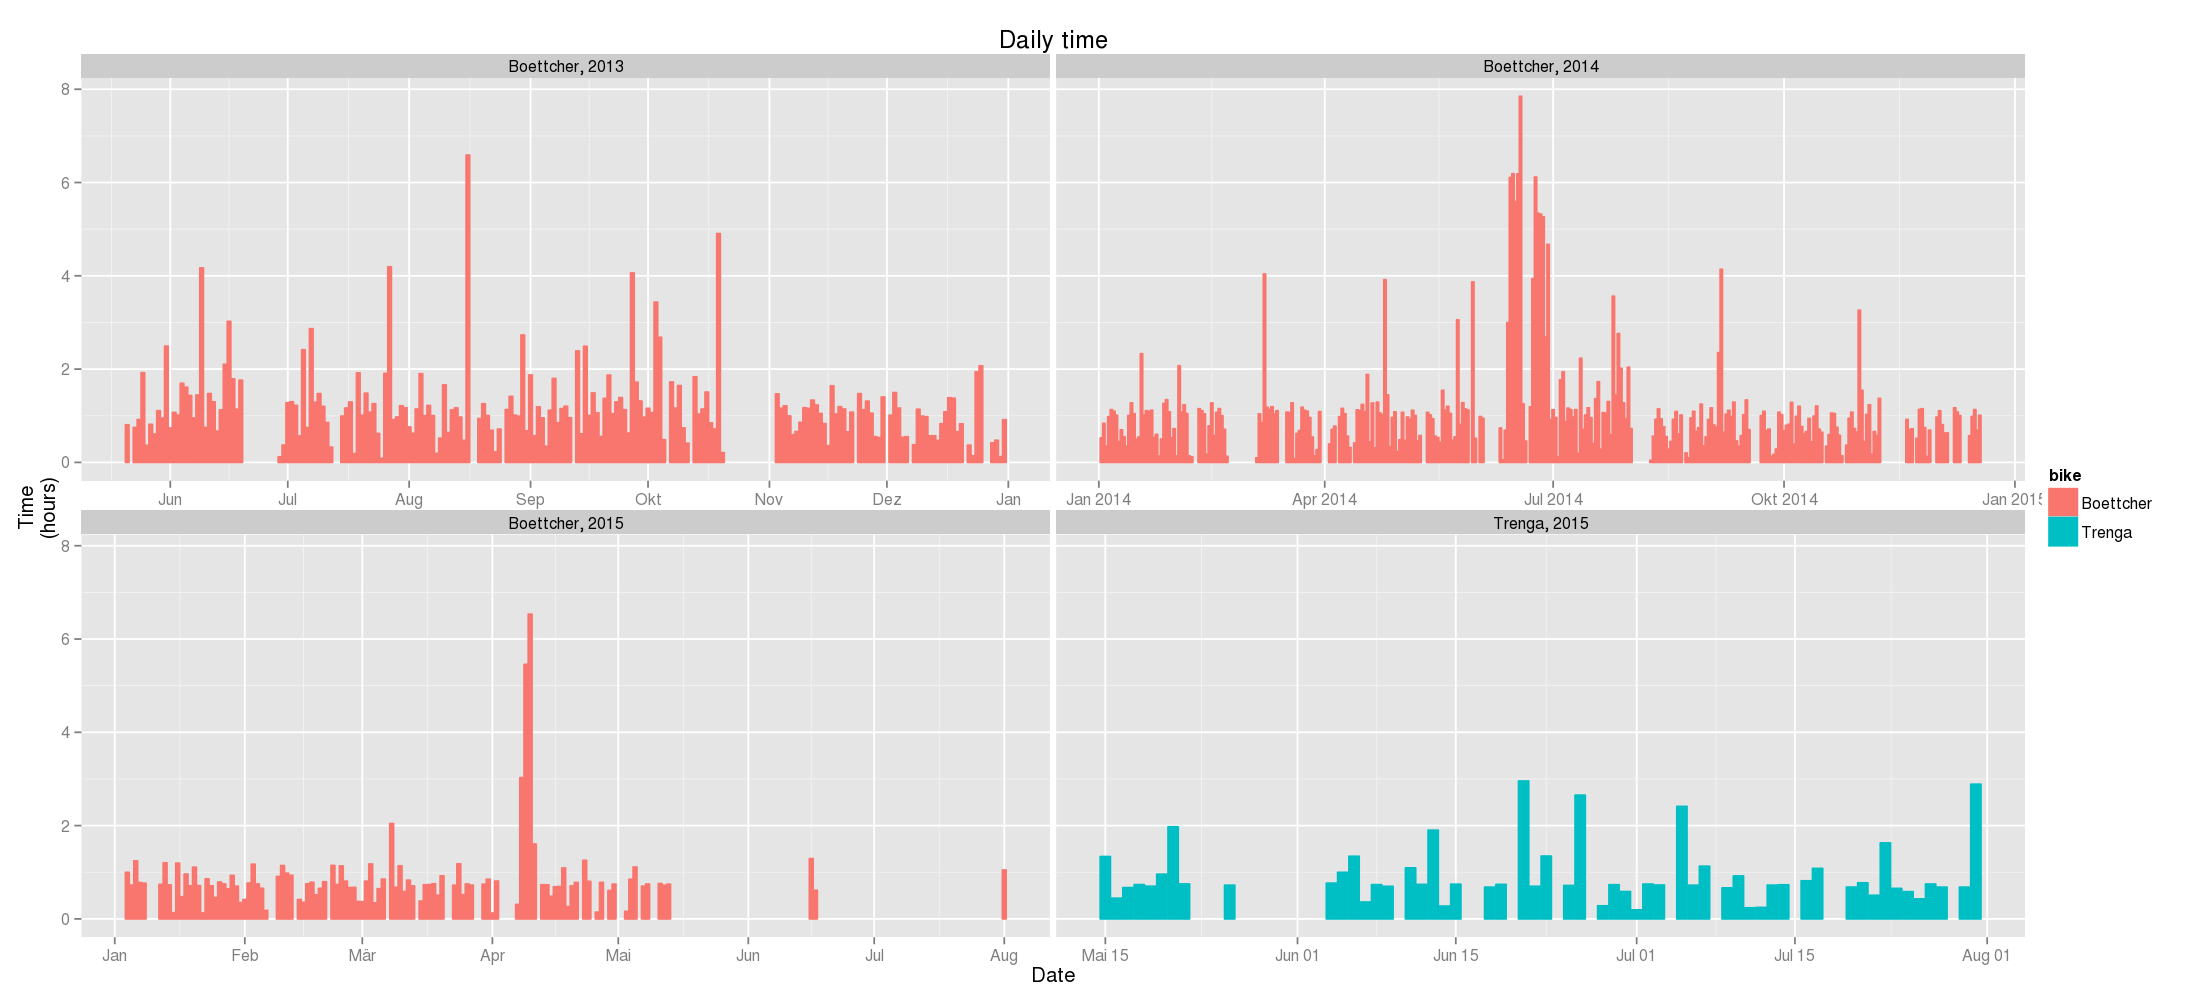 Daily time
Boettcher, 2013
Boettcher, 2014
8
6
4
2
0
Jun Jul Aug Sep Okt Nov Dez Jan
Jan 2014 Apr 2014 Jul 2014 Okt 2014 Jan 2015
Time
(hours)
Boettcher, 2015
Trenga, 2015
8
6
4
2
0
Jan Feb Mär Apr Mai Jun Jul Aug
Mai 15 Jun 01 Jun 15 Jul 01 Jul 15 Aug 01
Date
bike
Boettcher
Trenga